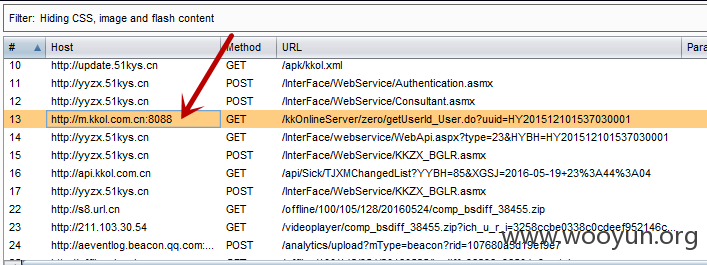 Filter: Hiding CSS, image and flash content
# Host Method URL Para
10 http://update.51kys.cn GET /apk/kkol.xml
11 http://yyzx.51kys.cn POST /InterFace/WebService/Authentication.asmx
12 http://yyzx.51kys.cn POST /InterFace/WebService/Consultant.asmx
13 http://m.kkol.com.cn:8088 GET /kkOnlineServer/zero/getUserId_User.do?uuid=HY201512101537030001
14 http://yyzx.51kys.cn GET /InterFace/webservice/WebApi.aspx?type=23&HYBH=HY201512101537030001
15 http://yyzx.51kys.cn POST /InterFace/WebService/KKZX_BGLR.asmx
16 http://api.kkol.com.cn GET /api/Sick/TJXMChangedList?YYBH=85&XGSJ=2016-05-19+23%3A44%3A04
17 http://yyzx.51kys.cn POST /InterFace/WebService/KKZX_BGLR.asmx
22 http://s8.url.cn GET /offline/100/105/128/20160524/comp_bsdiff_38455.zip
23 http://211.103.30.54 GET /videoplayer/comp_bsdiff_38455.zip?ich_u_r_i=3258ccbe0338c0cdeef952146c...
24 http://aeventlog.beacon.qq.com:... POST /analytics/upload?mType=beacon?rid=107680a5d19ef9e7
www.wooyun.org